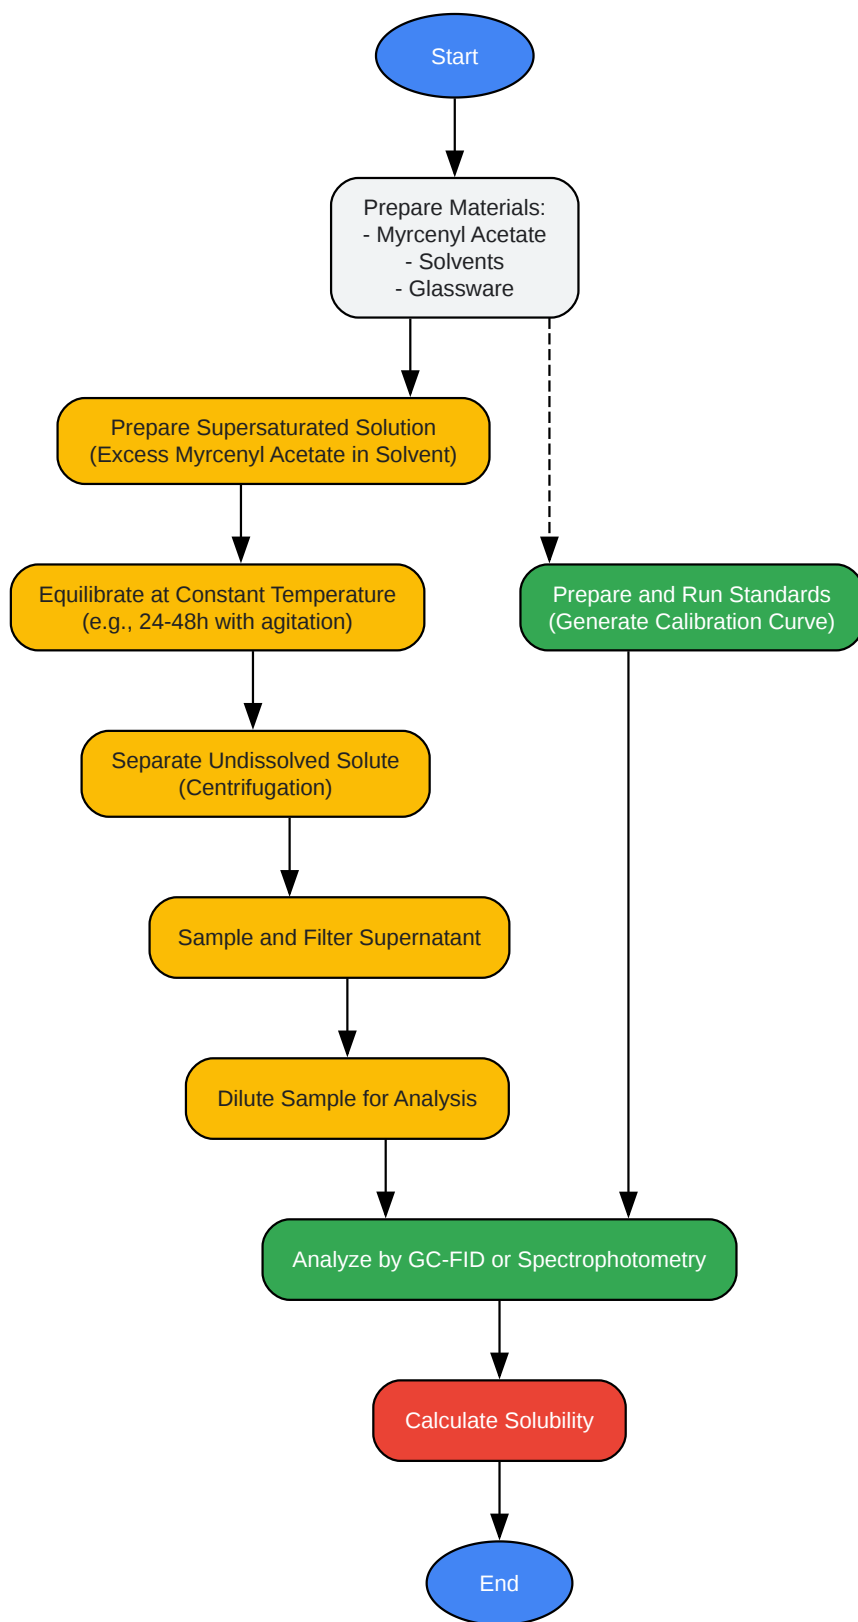 Start
Prepare Materials:
- Myrcenyl Acetate
- Solvents
- Glassware
Prepare Supersaturated Solution
(Excess Myrcenyl Acetate in Solvent)
Equilibrate at Constant Temperature
(e.g., 24-48h with agitation)
Prepare and Run Standards
(Generate Calibration Curve)
Separate Undissolved Solute
(Centrifugation)
Sample and Filter Supernatant
Dilute Sample for Analysis
Analyze by GC-FID or Spectrophotometry
Calculate Solubility
End